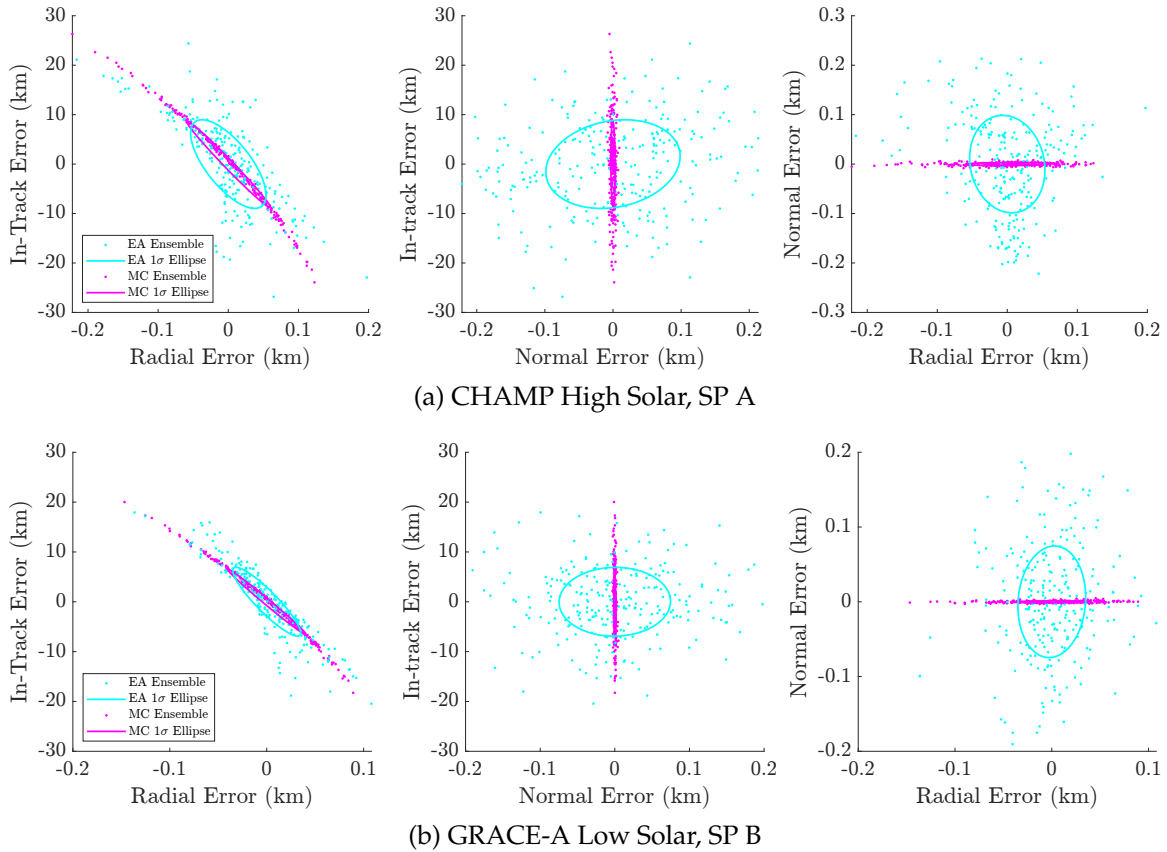 30
20
10
0
-10
-20
-30
In-Track Error (km)
EA Ensemble
EA 1σ Ellipse
MC Ensemble
MC 1σ Ellipse
-0.2 -0.1 0 0.1 0.2
Radial Error (km)
30
20
10
0
-10
-20
-30
In-track Error (km)
-0.2 -0.1 0 0.1 0.2
Normal Error (km)
0.3
0.2
0.1
0
-0.1
-0.2
0.3
Normal Error (km)
-0.2 -0.1 0 0.1 0.2
Radial Error (km)
(a) CHAMP High Solar, SP A
30
20
10
0
-10
-20
-30
In-Track Error (km)
EA Ensemble
EA 1σ Ellipse
MC Ensemble
MC 1σ Ellipse
-0.2 -0.1 0 0.1
Radial Error (km)
30
20
10
0
-10
-20
-30
In-track Error (km)
-0.2 -0.1 0 0.1 0.2
Normal Error (km)
0.2
0.1
0
-0.1
-0.2
Normal Error (km)
-0.2 -0.1 0 0.1
Radial Error (km)
(b) GRACE-A Low Solar, SP B